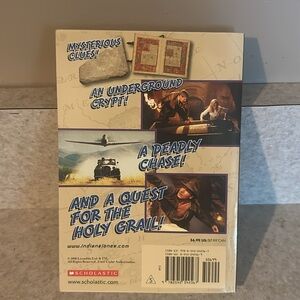 MYSTERIOUS
CLUES!
AN UNDERGROUND
CRYPT!
A DEADLY
CHASE!
AND A QUEST
FOR THE
HOLY GRAIL!
www.indianajones.com
SCHOLASTIC
www.scholastic.com